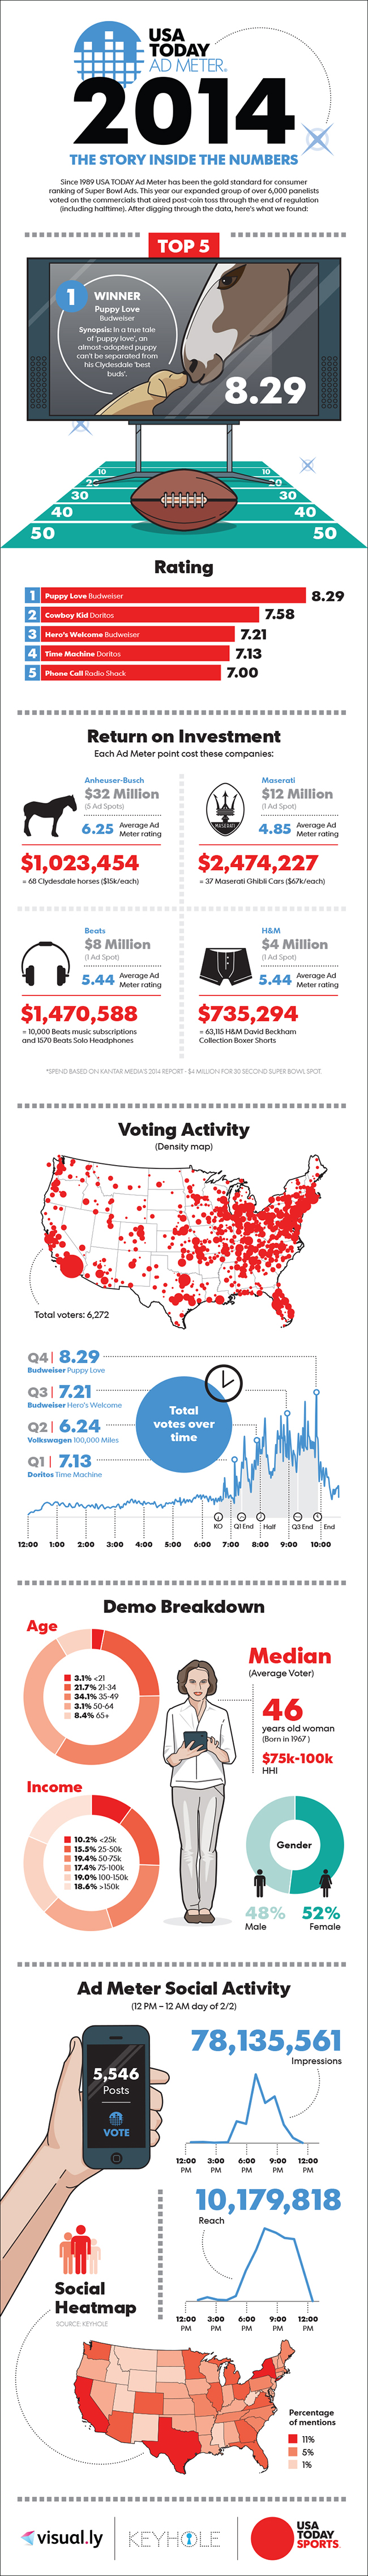 USA
TODAY
AD METER®
2014
THE STORY INSIDE THE NUMBERS
Since 1989 USA TODAY Ad Meter has been the gold standard for consumer
ranking of Super Bowl Ads. This year our expanded group of over 6,000 panelists
voted on the commercials that aired post-coin toss through the end of regulation
(including halftime). After digging through the data, here's what we found:
TOP 5
1 WINNER
Puppy Love
Budweiser
Synopsis: In a true tale
of 'puppy love', an
almost-adopted puppy
can't be separated from
his Clydesdale 'best
buds'.
8.29
10 10
20 20
30 30
40 40
50 50
Rating
1 Puppy Love Budweiser 8.29
2 Cowboy Kid Doritos 7.58
3 Hero's Welcome Budweiser 7.21
4 Time Machine Doritos 7.13
5 Phone Call Radio Shack 7.00
Return on Investment
Each Ad Meter point cost these companies:
Anheuser-Busch
$32 Million
(5 Ad Spots)
6.25 Average Ad
Meter rating
$1,023,454
= 68 Clydesdale horses ($15k/each)
Maserati
$12 Million
(1 Ad Spot)
MASERATI
4.85 Average Ad
Meter rating
$2,474,227
= 37 Maserati Ghibli Cars ($67k/each)
Beats
$8 Million
(1 Ad Spot)
5.44 Average Ad
Meter rating
$1,470,588
= 10,000 Beats music subscriptions
and 1570 Beats Solo Headphones
H&M
$4 Million
(1 Ad Spot)
5.44 Average Ad
Meter rating
$735,294
= 63,115 H&M David Beckham
Collection Boxer Shorts
*SPEND BASED ON KANTAR MEDIA'S 2014 REPORT - $4 MILLION FOR 30 SECOND SUPER BOWL SPOT.
Voting Activity
(Density map)
Total voters: 6,272
Q4 | 8.29
Budweiser Puppy Love
Q3 | 7.21
Budweiser Hero's Welcome
Q2 | 6.24
Volkswagen 100,000 Miles
Q1 | 7.13
Doritos Time Machine
Total
votes over
time
KO Q1 End Half Q3 End End
12:00 1:00 2:00 3:00 4:00 5:00 6:00 7:00 8:00 9:00 10:00
Demo Breakdown
Age
3.1% <21
21.7% 21-34
34.1% 35-49
3.1% 50-64
8.4% 65+
Median
(Average Voter)
46
years old woman
(Born in 1967 )
$75k-100k
HHI
Income
10.2% <25k
15.5% 25-50k
19.4% 50-75k
17.4% 75-100k
19.0% 100-150k
18.6% >150k
Gender
48% 52%
Male Female
Ad Meter Social Activity
(12 PM – 12 AM day of 2/2)
5,546
Posts
VOTE
78,135,561
Impressions
12:00 3:00 6:00 9:00 12:00
PM PM PM PM PM
10,179,818
Reach
12:00 3:00 6:00 9:00 12:00
PM PM PM PM PM
Social
Heatmap
SOURCE: KEYHOLE
Percentage
of mentions
11%
5%
1%
visual.ly
KEYHOLE
USA
TODAY
SPORTS